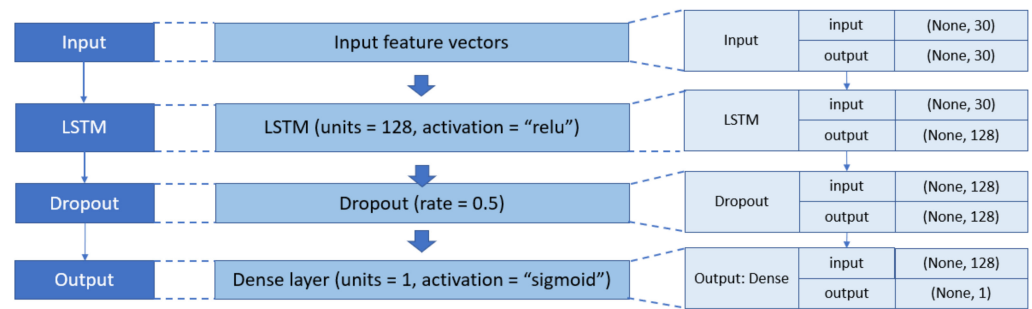 Input
Input feature vectors
Input
input
(None, 30)
output
(None, 30)
LSTM
LSTM (units = 128, activation = “relu”)
LSTM
input
(None, 30)
output
(None, 128)
Dropout
Dropout (rate = 0.5)
Dropout
input
(None, 128)
output
(None, 128)
Output
Dense layer (units = 1, activation = “sigmoid”)
Output: Dense
input
(None, 128)
output
(None, 1)